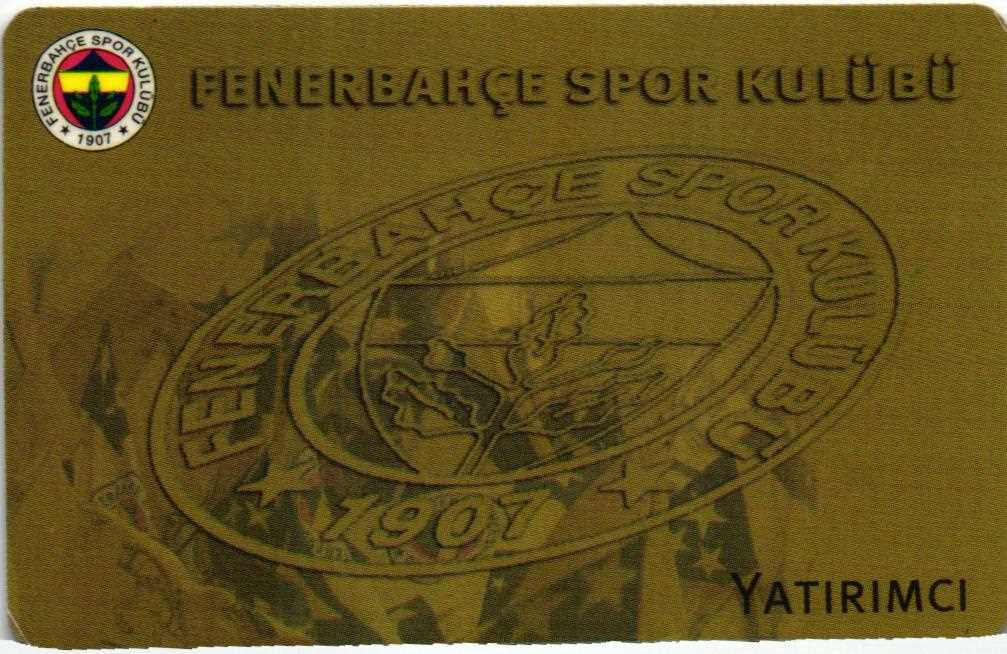 FENERBAHÇE SPOR KULÜBÜ
★ 1907 ★
FENERBAHÇE SPOR KULÜBÜ
FENERBAHÇE SPOR KULÜBÜ
★ 1907 ★
YATIRIMCI